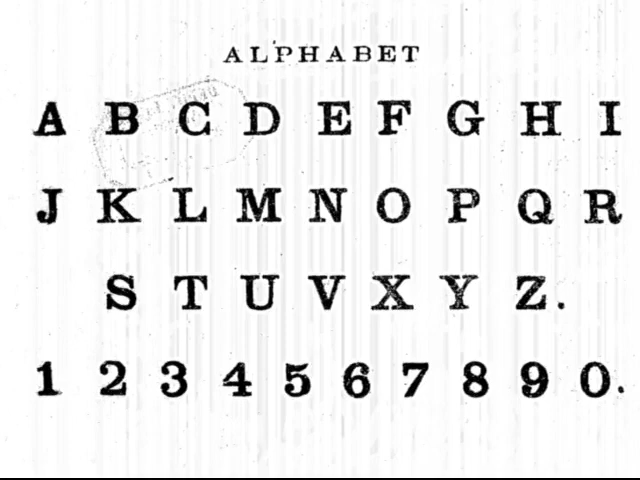 ALPHABET
A B C D E F G H I
J K L M N O P Q R
S T U V X Y Z.
1 2 3 4 5 6 7 8 9 0.